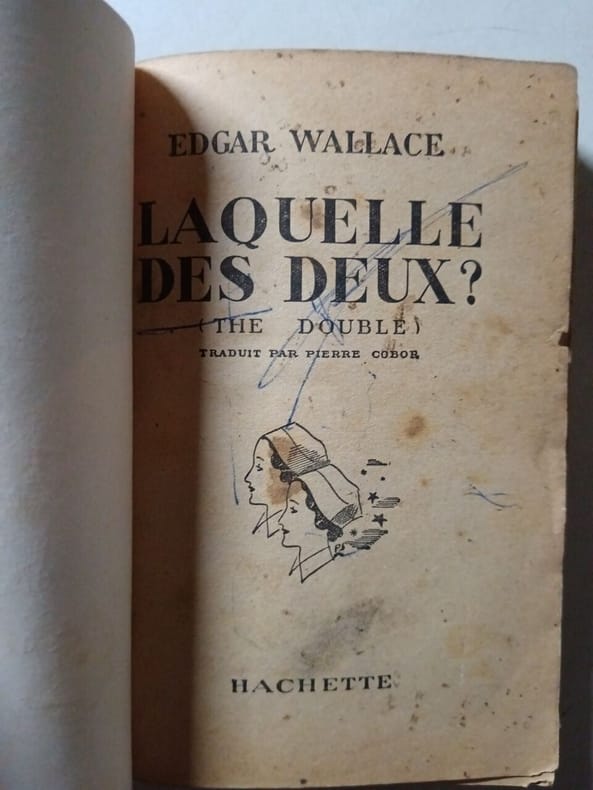 EDGAR WALLACE
LAQUELLE
DES DEUX?
(THE DOUBLE)
TRADUIT PAR PIERRE COBOR
HACHETTE